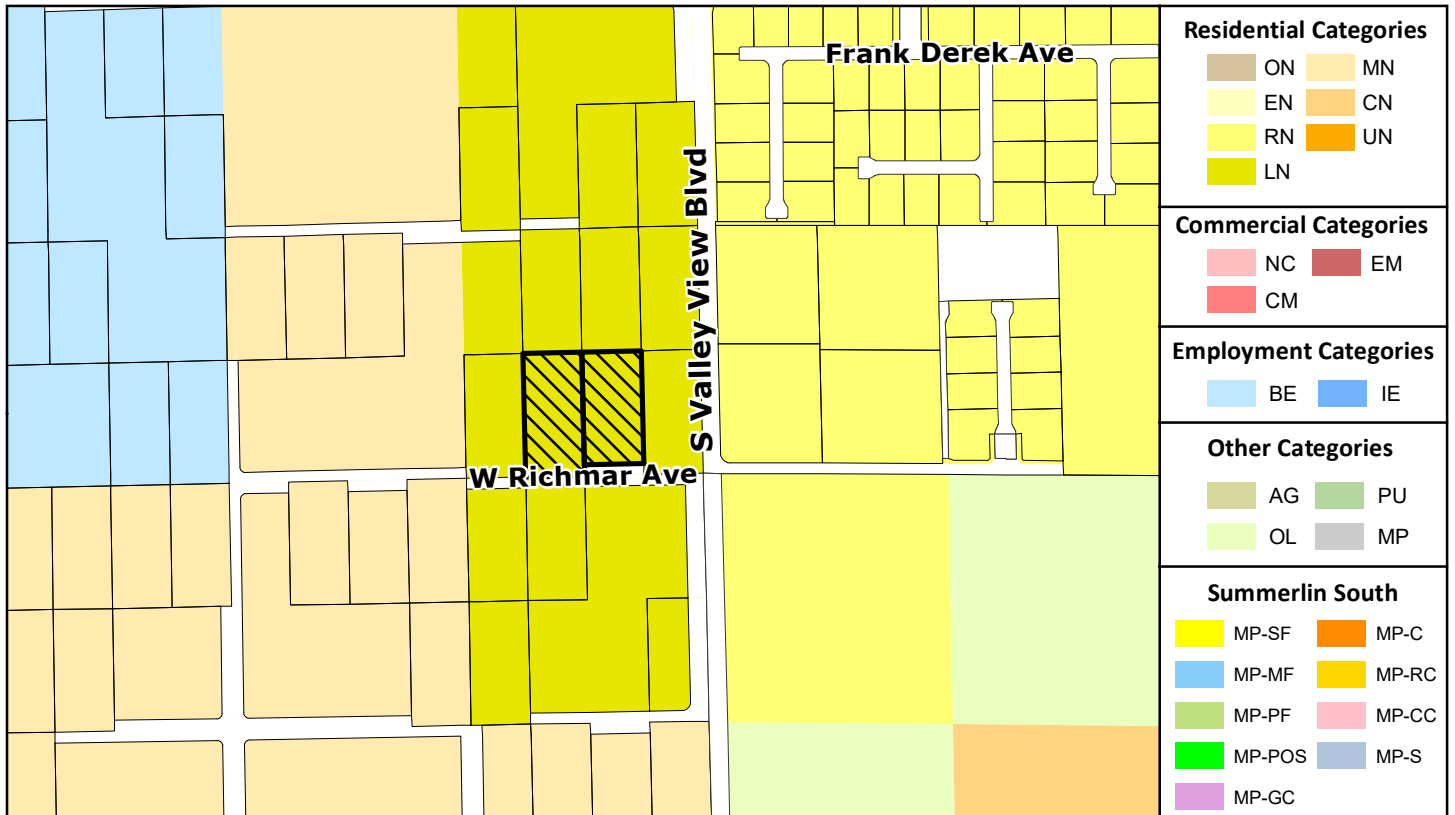 Frank Derek Ave
S Valley View Blvd
W Richmar Ave
Residential Categories
ON MN
EN CN
RN UN
LN
Commercial Categories
NC EM
CM
Employment Categories
BE IE
Other Categories
AG PU
OL MP
Summerlin South
MP-SF MP-C
MP-MF MP-RC
MP-PF MP-CC
MP-POS MP-S
MP-GC